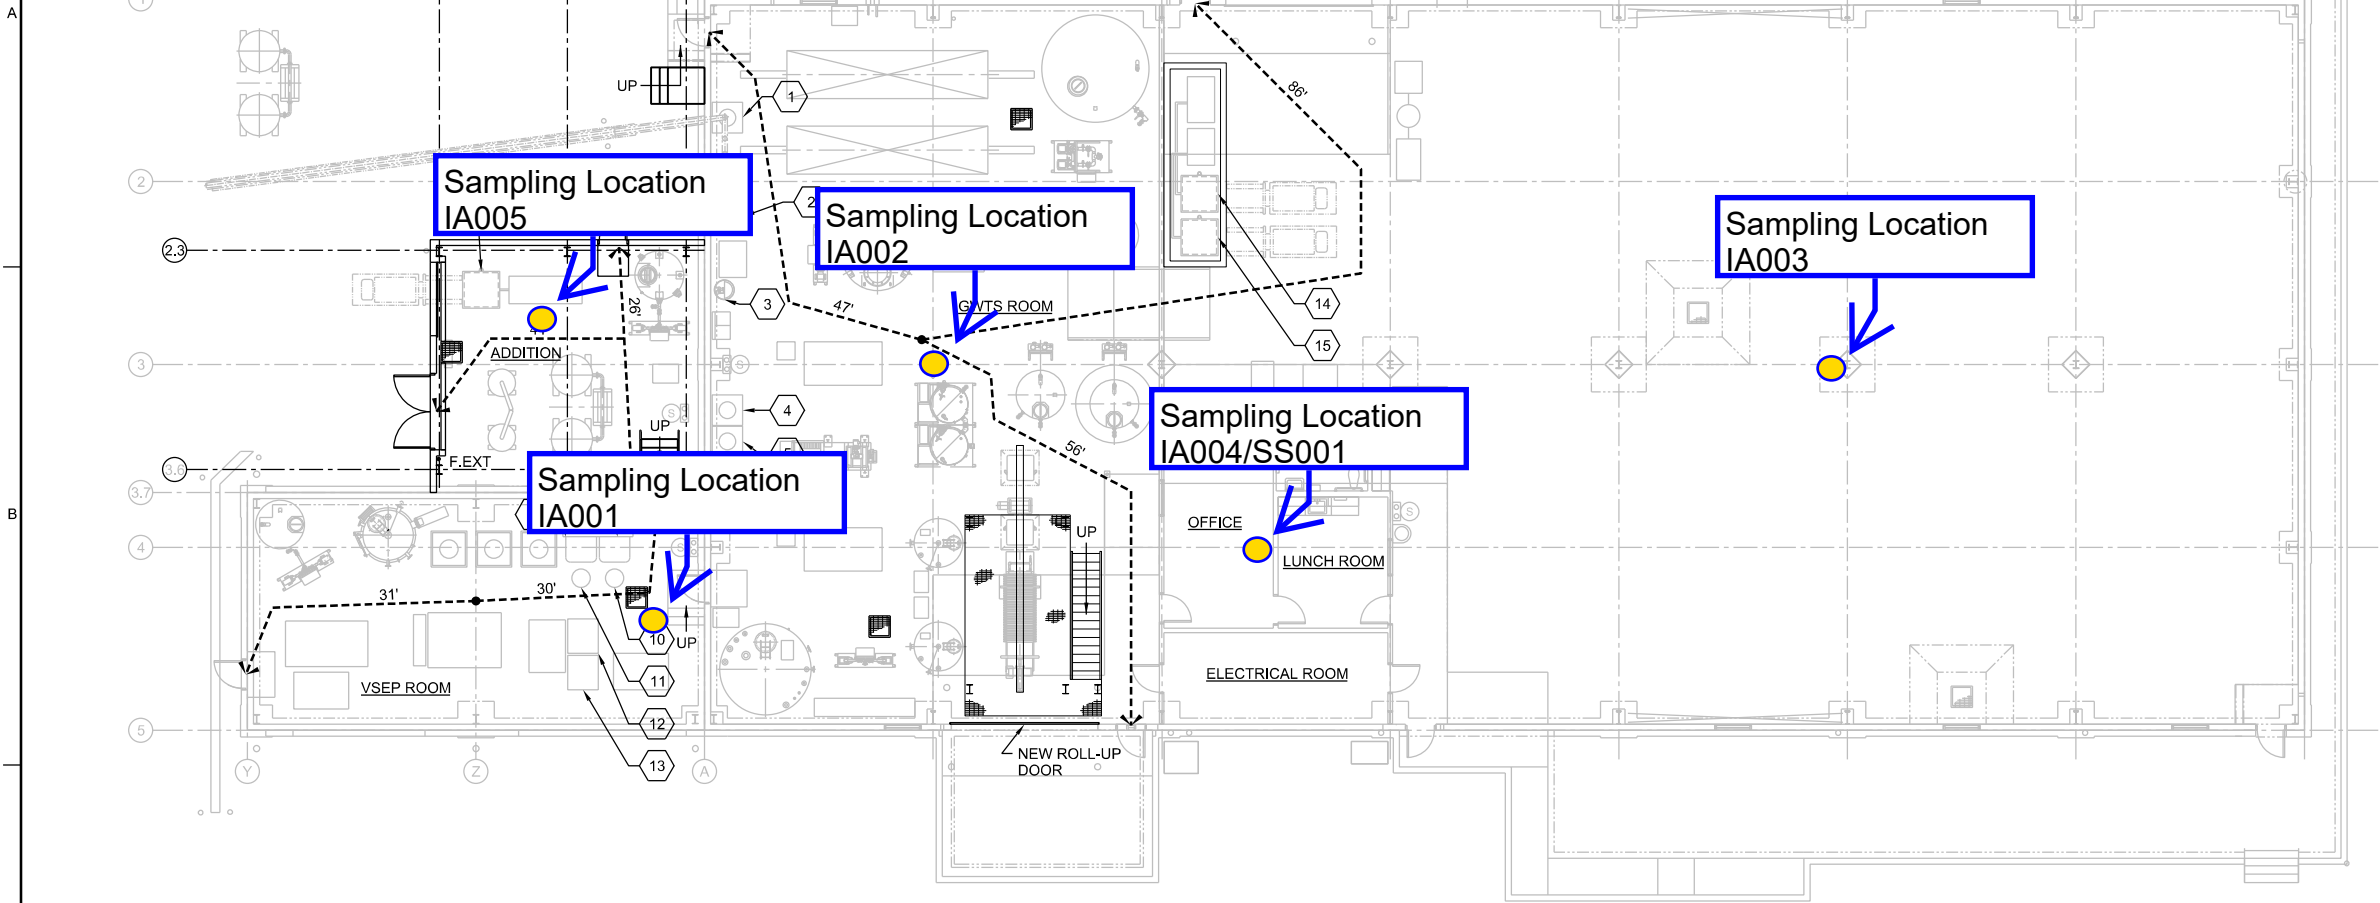 A
1
UP
1
86'
2
Sampling Location
IA005
2
Sampling Location
IA002
Sampling Location
IA003
2.3
26'
3
47'
GWTS ROOM
14
15
ADDITION
3
S
4
UP
S
56'
Sampling Location
IA004/SS001
F.EXT
3.6
3.7
Sampling Location
IA001
B
S
OFFICE
UP
S
4
LUNCH ROOM
31'
30'
10
UP
11
VSEP ROOM
ELECTRICAL ROOM
12
5
13
NEW ROLL-UP
DOOR
Y
Z
A